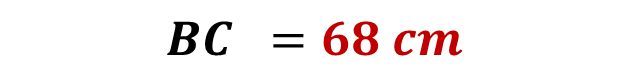 BC = 68 cm